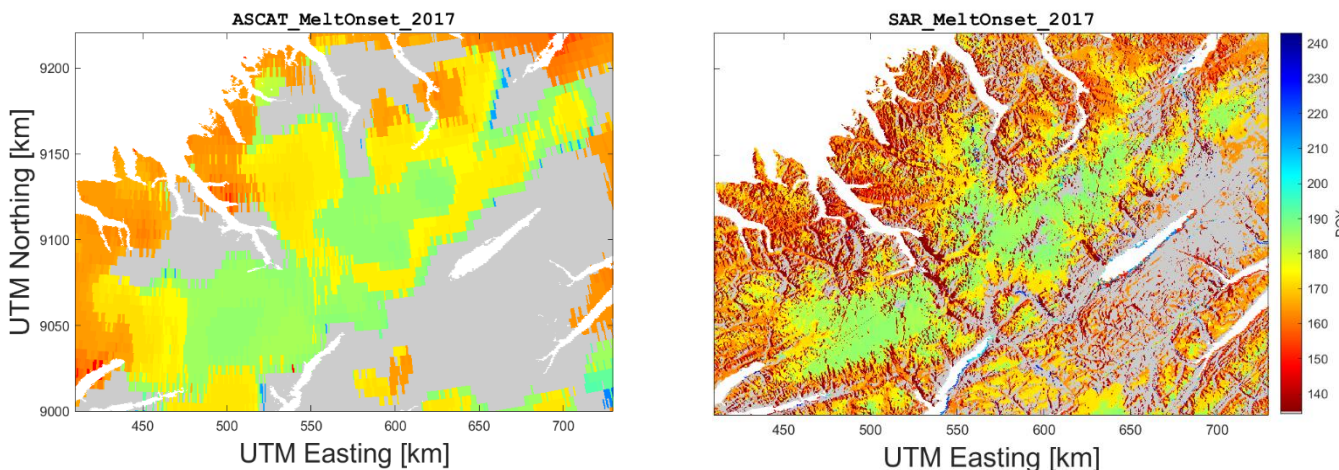 ASCAT_MeltOnset_2017
UTM Northing [km]
9200
9150
9100
9050
9000
450 500 550 600 650 700
UTM Easting [km]
SAR_MeltOnset_2017
450 500 550 600 650 700
UTM Easting [km]
240
230
220
210
200
190
180
170
160
150
140
DOY